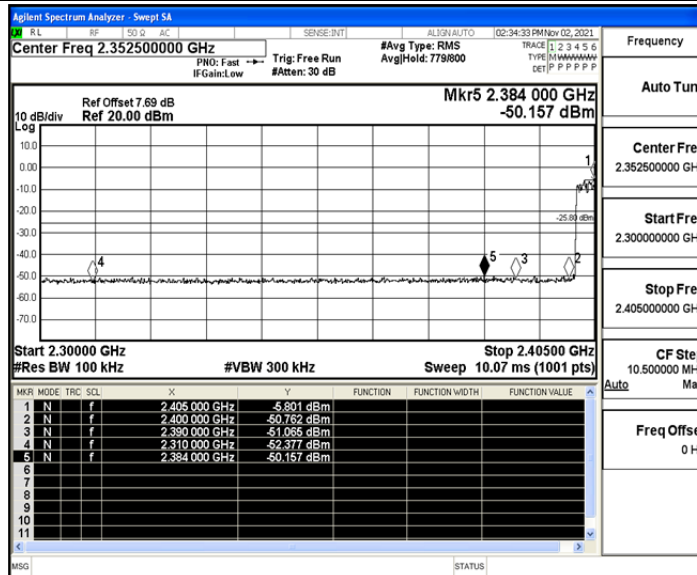 Agilent Spectrum Analyzer - Swept SA
RL RF 50 Ω AC SENSE:INT ALIGN AUTO 02:34:33 PM Nov 02, 2021
Center Freq 2.352500000 GHz
PNO: Fast
IFGain:Low
Trig: Free Run
#Atten: 30 dB
#Avg Type: RMS
Avg|Hold: 779/800
TRACE 1 2 3 4 5 6
TYPE M
DET P P P P P P
Frequency
Ref Offset 7.69 dB
10 dB/div Ref 20.00 dBm
Log
Mkr5 2.384 000 GHz
-50.157 dBm
10.0
0.00
-10.0
-20.0
-30.0
-40.0
-50.0
-60.0
-70.0
1
-25.80 dBm
4
5
3
2
Start 2.30000 GHz Stop 2.40500 GHz
#Res BW 100 kHz #VBW 300 kHz Sweep 10.07 ms (1001 pts)
MKR MODE TRC SCL X Y FUNCTION FUNCTION WIDTH FUNCTION VALUE
1 N f 2.405 000 GHz -5.801 dBm
2 N f 2.400 000 GHz -50.762 dBm
3 N f 2.390 000 GHz -51.065 dBm
4 N f 2.310 000 GHz -52.377 dBm
5 N f 2.384 000 GHz -50.157 dBm
6
7
8
9
10
11
MSG STATUS
Auto Tun
Center Fre
2.352500000 GH
Start Fre
2.300000000 GH
Stop Fre
2.405000000 GH
CF Ste
10.500000 MH
Auto Ma
Freq Offse
0 H